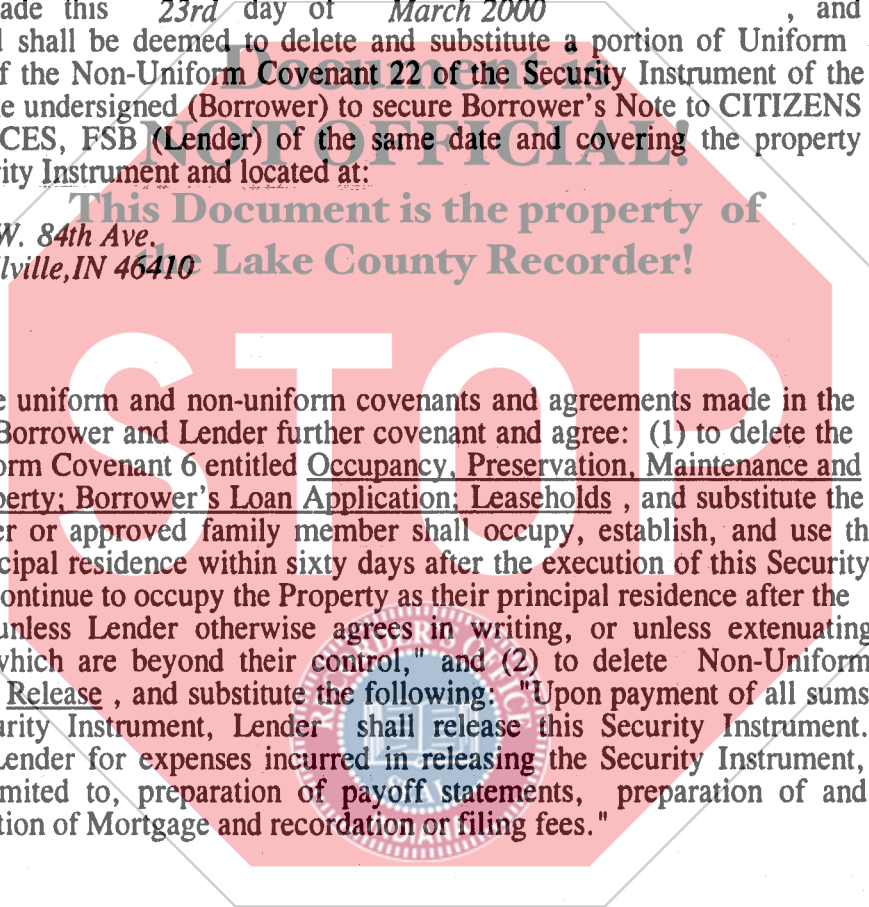 ade this 23rd day of March 2000 , and
l shall be deemed to delete and substitute a portion of Uniform
f the Non-Uniform Covenant 22 of the Security Instrument of the
e undersigned (Borrower) to secure Borrower's Note to CITIZENS
CES, FSB (Lender) of the same date and covering the property
rity Instrument and located at:
Document is
NOT OFFICIAL!
This Document is the property of
the Lake County Recorder!
W. 84th Ave.
lville,IN 46410
STOP
e uniform and non-uniform covenants and agreements made in the
Borrower and Lender further covenant and agree: (1) to delete the
orm Covenant 6 entitled Occupancy, Preservation, Maintenance and
perty; Borrower's Loan Application; Leaseholds , and substitute the
er or approved family member shall occupy, establish, and use th
cipal residence within sixty days after the execution of this Security
ontinue to occupy the Property as their principal residence after the
unless Lender otherwise agrees in writing, or unless extenuating
which are beyond their control," and (2) to delete Non-Uniform
Release , and substitute the following: "Upon payment of all sums
urity Instrument, Lender shall release this Security Instrument.
Lender for expenses incurred in releasing the Security Instrument,
mited to, preparation of payoff statements, preparation of and
tion of Mortgage and recordation or filing fees."
RECORDER'S OFFICE
SEAL
INDIANA